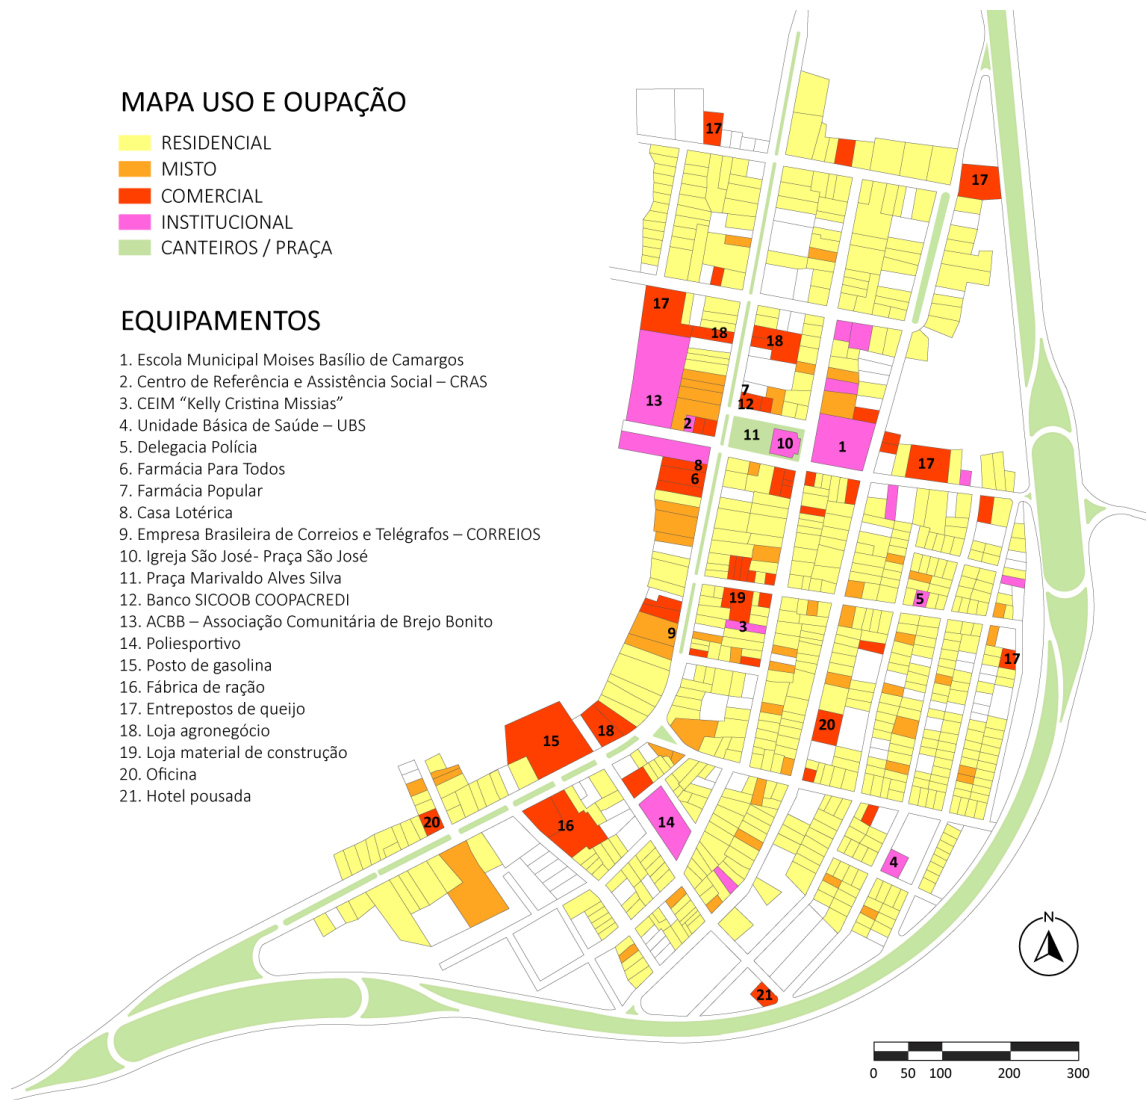 MAPA USO E OUPAÇÃO
RESIDENCIAL
MISTO
COMERCIAL
INSTITUCIONAL
CANTEIROS / PRAÇA
EQUIPAMENTOS
1. Escola Municipal Moises Basílio de Camargos
2. Centro de Referência e Assistência Social – CRAS
3. CEIM “Kelly Cristina Missias”
4. Unidade Básica de Saúde – UBS
5. Delegacia Polícia
6. Farmácia Para Todos
7. Farmácia Popular
8. Casa Lotérica
9. Empresa Brasileira de Correios e Telégrafos – CORREIOS
10. Igreja São José- Praça São José
11. Praça Marivaldo Alves Silva
12. Banco SICOOB COOPACREDI
13. ACBB – Associação Comunitária de Brejo Bonito
14. Poliesportivo
15. Posto de gasolina
16. Fábrica de ração
17. Entrepostos de queijo
18. Loja agronegócio
19. Loja material de construção
20. Oficina
21. Hotel pousada
17
17
17
18
18
7
12
13
2
11
10
1
8
6
17
19
5
3
9
17
18
15
20
20
16
14
4
21
N
0 50 100 200 300